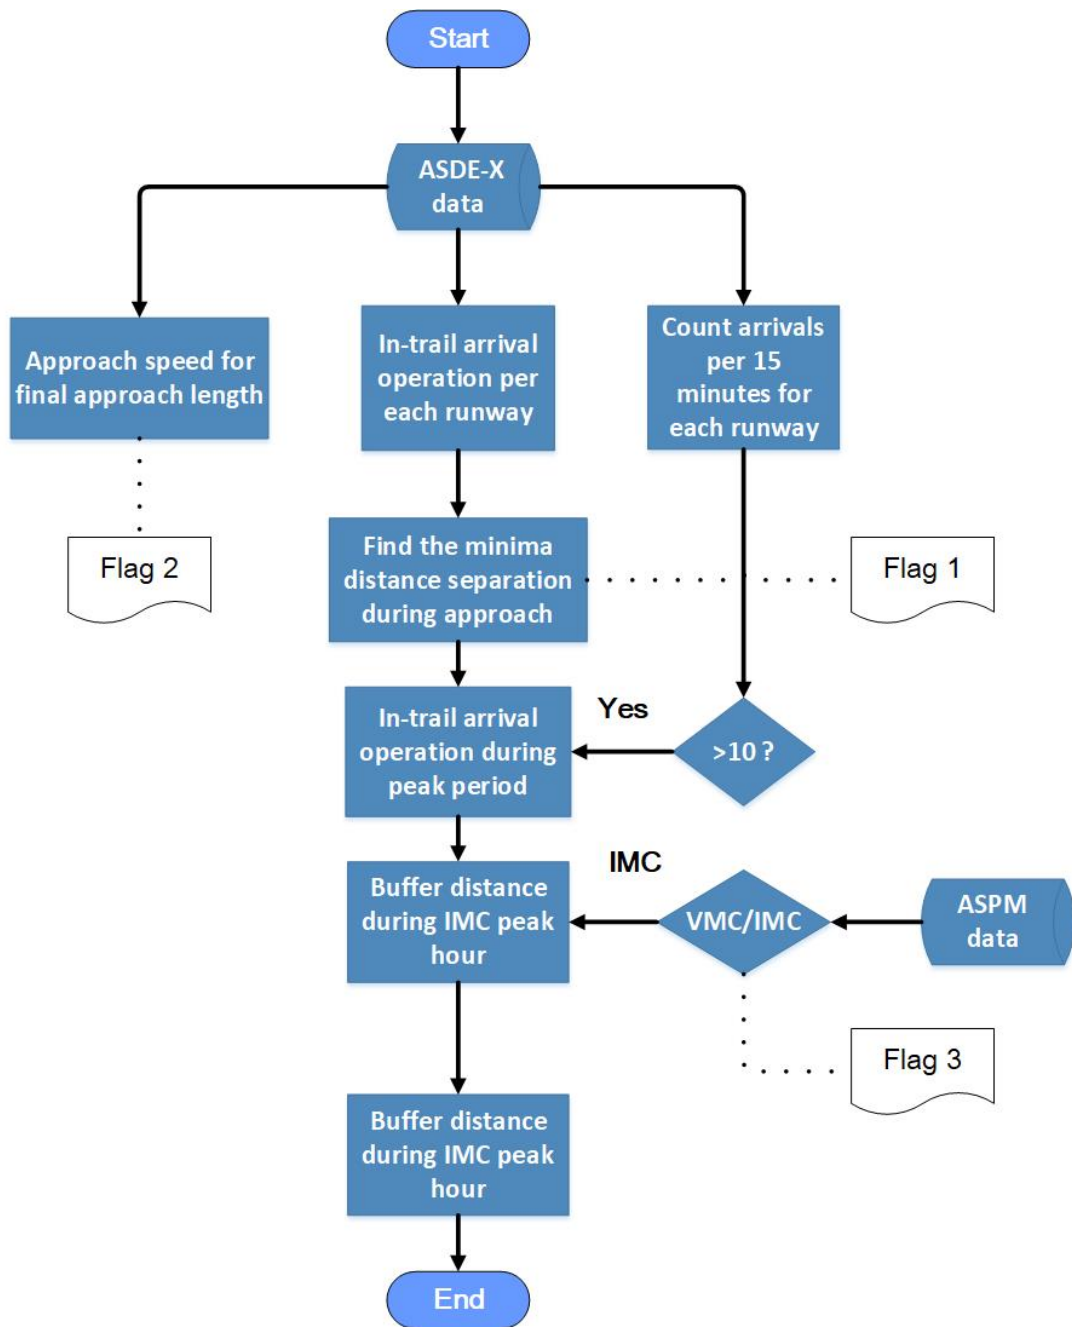 Start
ASDE-X
data
Approach speed for
final approach length
In-trail arrival
operation per
each runway
Count arrivals
per 15
minutes for
each runway
Flag 2
Find the minima
distance separation
during approach
Flag 1
In-trail arrival
operation during
peak period
Yes
>10 ?
Buffer distance
during IMC peak
hour
IMC
VMC/IMC
ASPM
data
Flag 3
Buffer distance
during IMC peak
hour
End